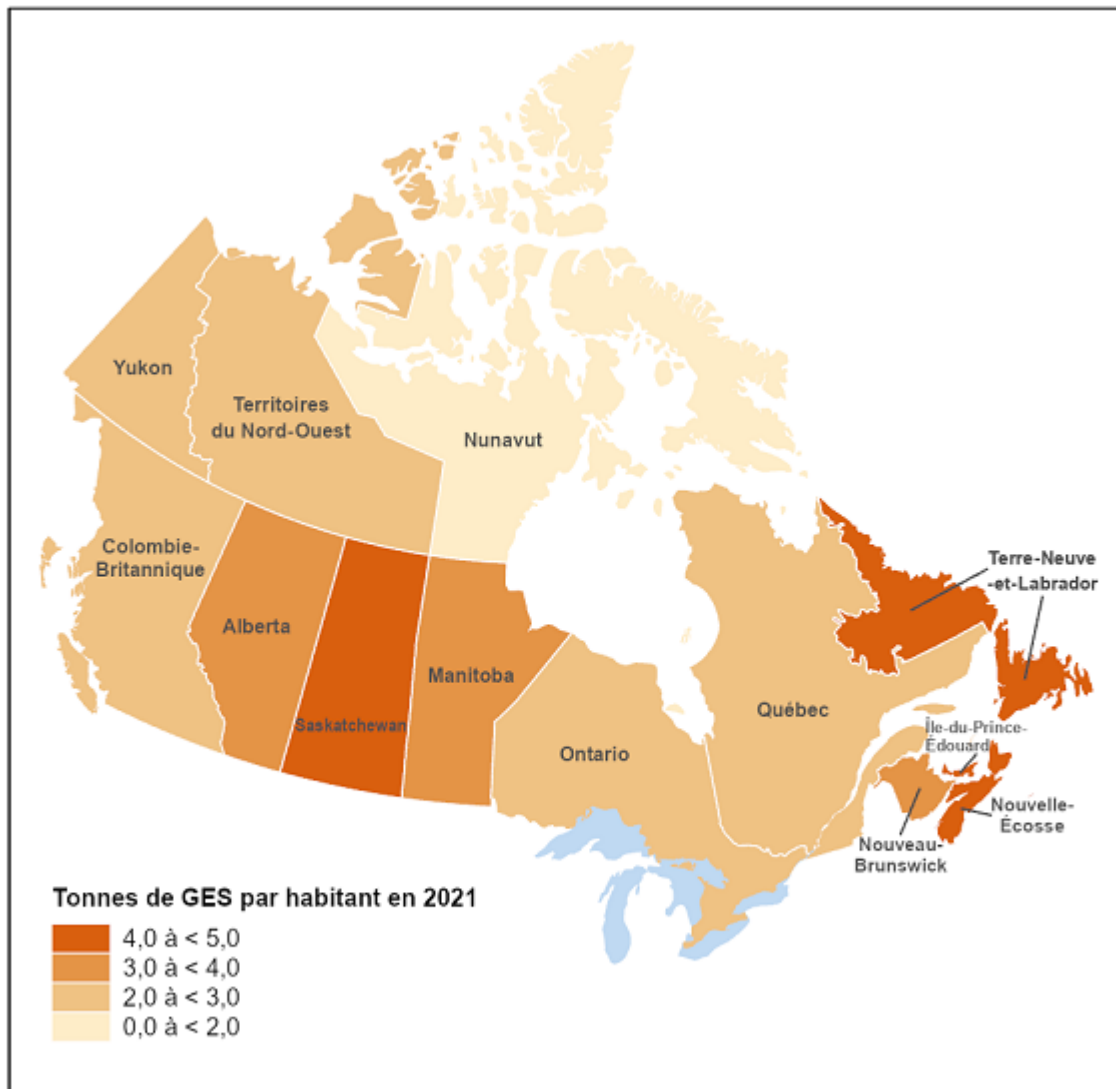 Yukon
Territoires
du Nord-Ouest
Nunavut
Colombie-
Britannique
Alberta
Saskatchewan
Manitoba
Ontario
Québec
Terre-Neuve
-et-Labrador
Île-du-Prince-
Édouard
Nouvelle-
Écosse
Nouveau-
Brunswick
Tonnes de GES par habitant en 2021
4,0 à < 5,0
3,0 à < 4,0
2,0 à < 3,0
0,0 à < 2,0